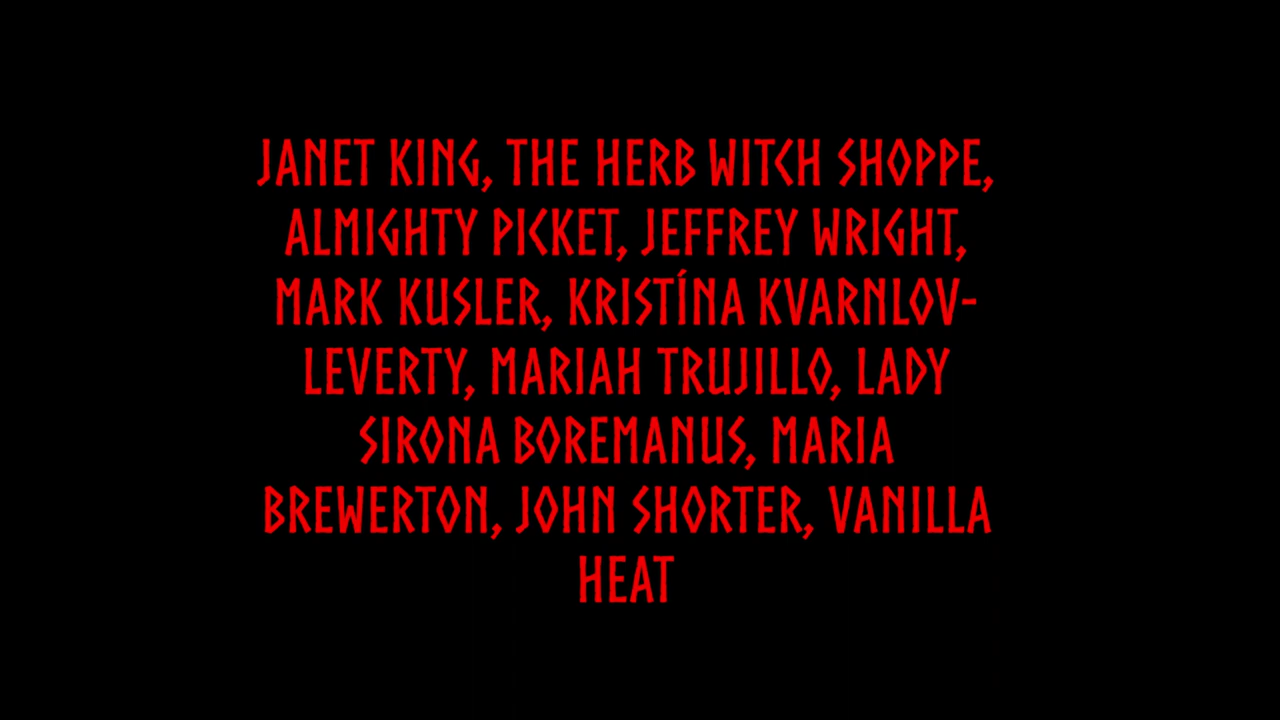 JANET KING, THE HERB WITCH SHOPPE,
ALMIGHTY PICKET, JEFFREY WRIGHT,
MARK KUSLER, KRISTÍNA KVARNLOV-
LEVERTY, MARIAH TRUJILLO, LADY
SIRONA BOREMANUS, MARIA
BREWERTON, JOHN SHORTER, VANILLA
HEAT